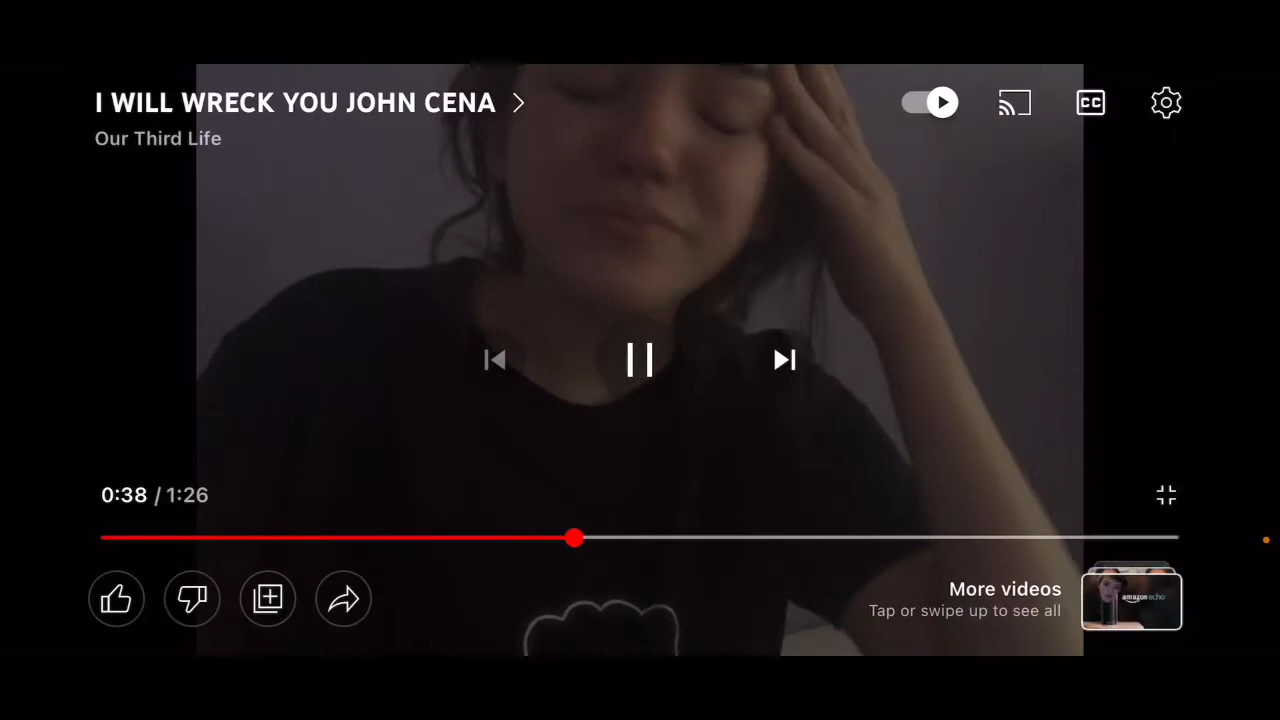 I WILL WRECK YOU JOHN CENA
Our Third Life
CC
0:38 / 1:26
More videos
Tap or swipe up to see all
amazon echo